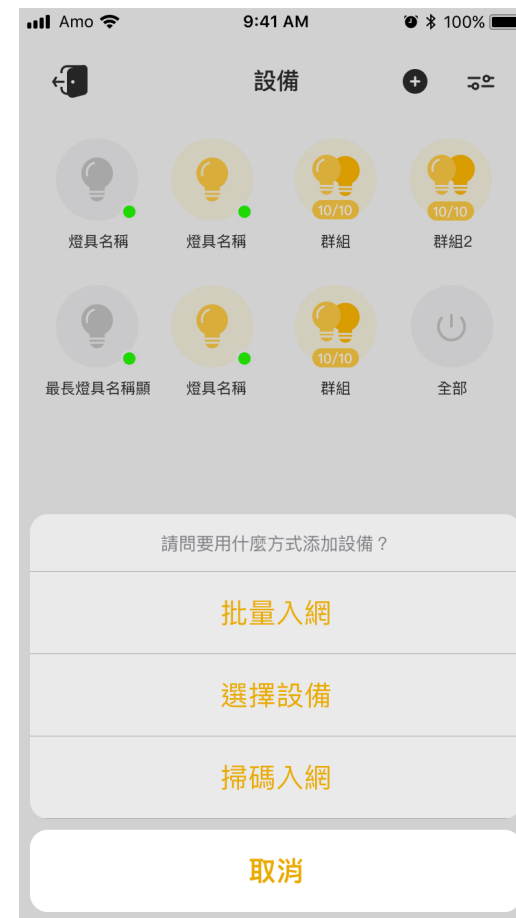 Amo 9:41 AM 100%
設備
10/10 10/10
燈具名稱 燈具名稱 群組 群組2
10/10
最長燈具名稱顯 燈具名稱 群組 全部
請問要用什麼方式添加設備？
批量入網
選擇設備
掃碼入網
取消